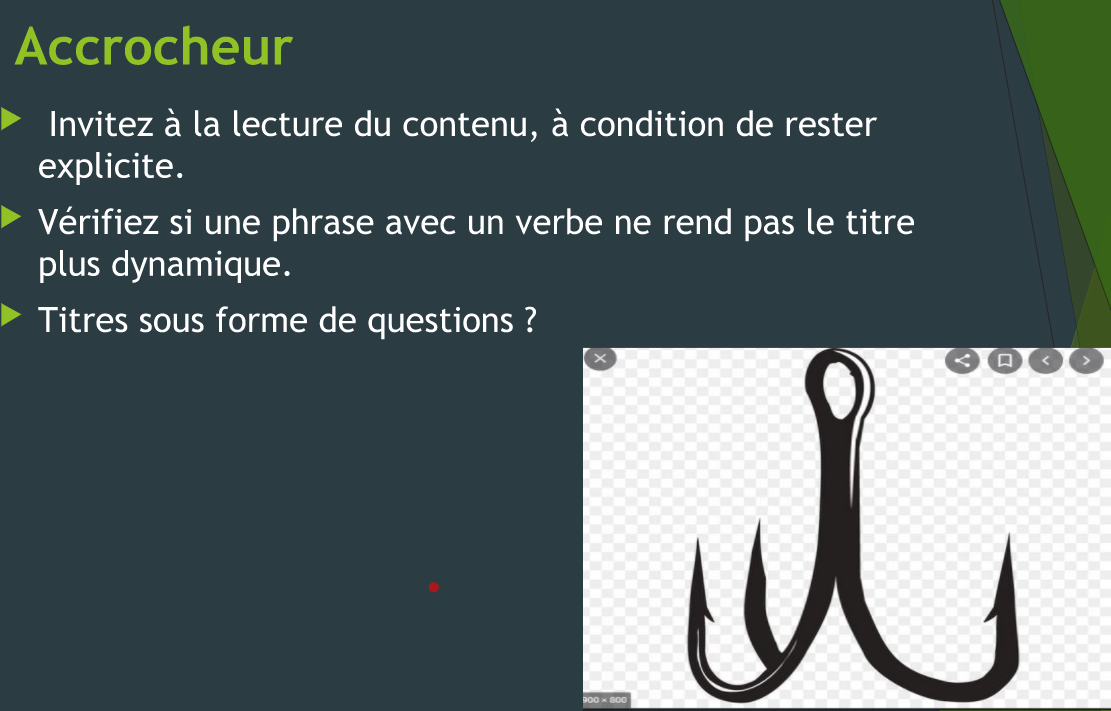 Accrocheur
Invitez à la lecture du contenu, à condition de rester
explicite.
Vérifiez si une phrase avec un verbe ne rend pas le titre
plus dynamique.
Titres sous forme de questions ?
900 × 800